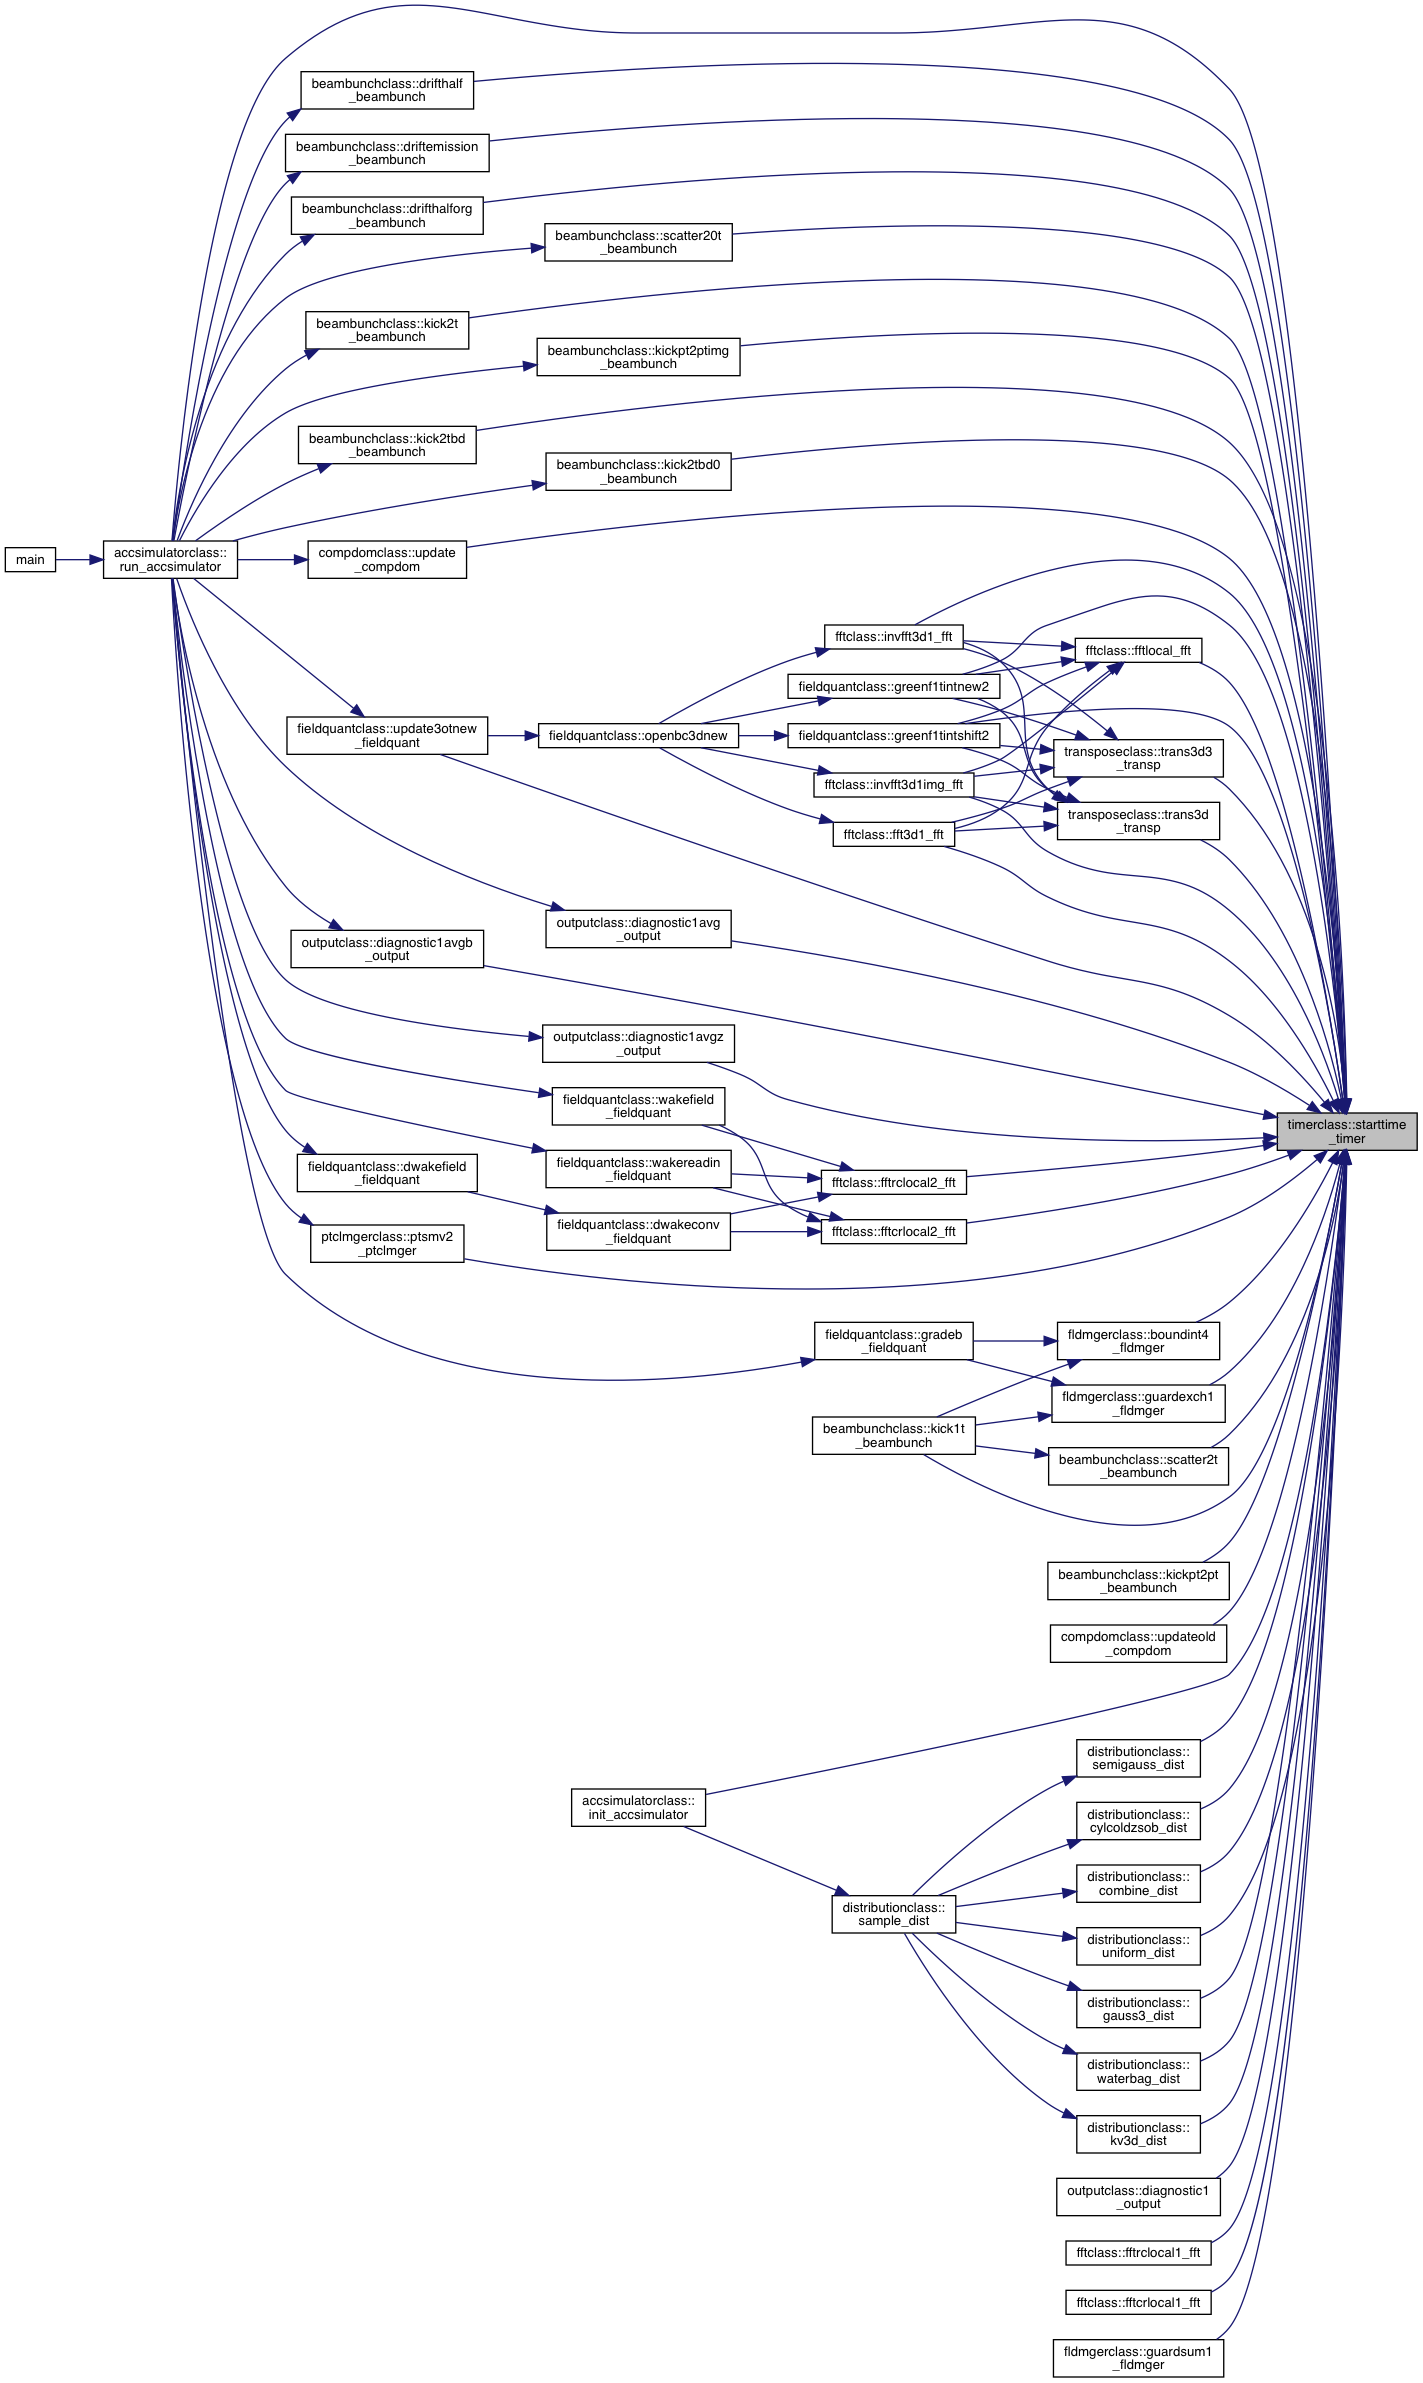 beambunchclass::drifthalf
_beambunch
beambunchclass::driftemission
_beambunch
beambunchclass::drifthalforg
_beambunch
beambunchclass::scatter20t
_beambunch
beambunchclass::kick2t
_beambunch
beambunchclass::kickpt2ptimg
_beambunch
beambunchclass::kick2tbd
_beambunch
beambunchclass::kick2tbd0
_beambunch
main
accsimulatorclass::
run_accsimulator
compdomclass::update
_compdom
fftclass::invfft3d1_fft
fftclass::fftlocal_fft
fieldquantclass::greenf1tintnew2
fieldquantclass::update3otnew
_fieldquant
fieldquantclass::openbc3dnew
fieldquantclass::greenf1tintshift2
transposeclass::trans3d3
_transp
fftclass::invfft3d1img_fft
transposeclass::trans3d
_transp
fftclass::fft3d1_fft
outputclass::diagnostic1avg
_output
outputclass::diagnostic1avgb
_output
outputclass::diagnostic1avgz
_output
fieldquantclass::wakefield
_fieldquant
timerclass::starttime
_timer
fieldquantclass::dwakefield
_fieldquant
fieldquantclass::wakereadin
_fieldquant
fftclass::fftrclocal2_fft
fieldquantclass::dwakeconv
_fieldquant
fftclass::fftcrlocal2_fft
ptclmgerclass::ptsmv2
_ptclmger
fieldquantclass::gradeb
_fieldquant
fldmgerclass::boundint4
_fldmger
fldmgerclass::guardexch1
_fldmger
beambunchclass::kick1t
_beambunch
beambunchclass::scatter2t
_beambunch
beambunchclass::kickpt2pt
_beambunch
compdomclass::updateold
_compdom
distributionclass::
semigauss_dist
accsimulatorclass::
init_accsimulator
distributionclass::
cylcoldzsob_dist
distributionclass::
combine_dist
distributionclass::
sample_dist
distributionclass::
uniform_dist
distributionclass::
gauss3_dist
distributionclass::
waterbag_dist
distributionclass::
kv3d_dist
outputclass::diagnostic1
_output
fftclass::fftrclocal1_fft
fftclass::fftcrlocal1_fft
fldmgerclass::guardsum1
_fldmger